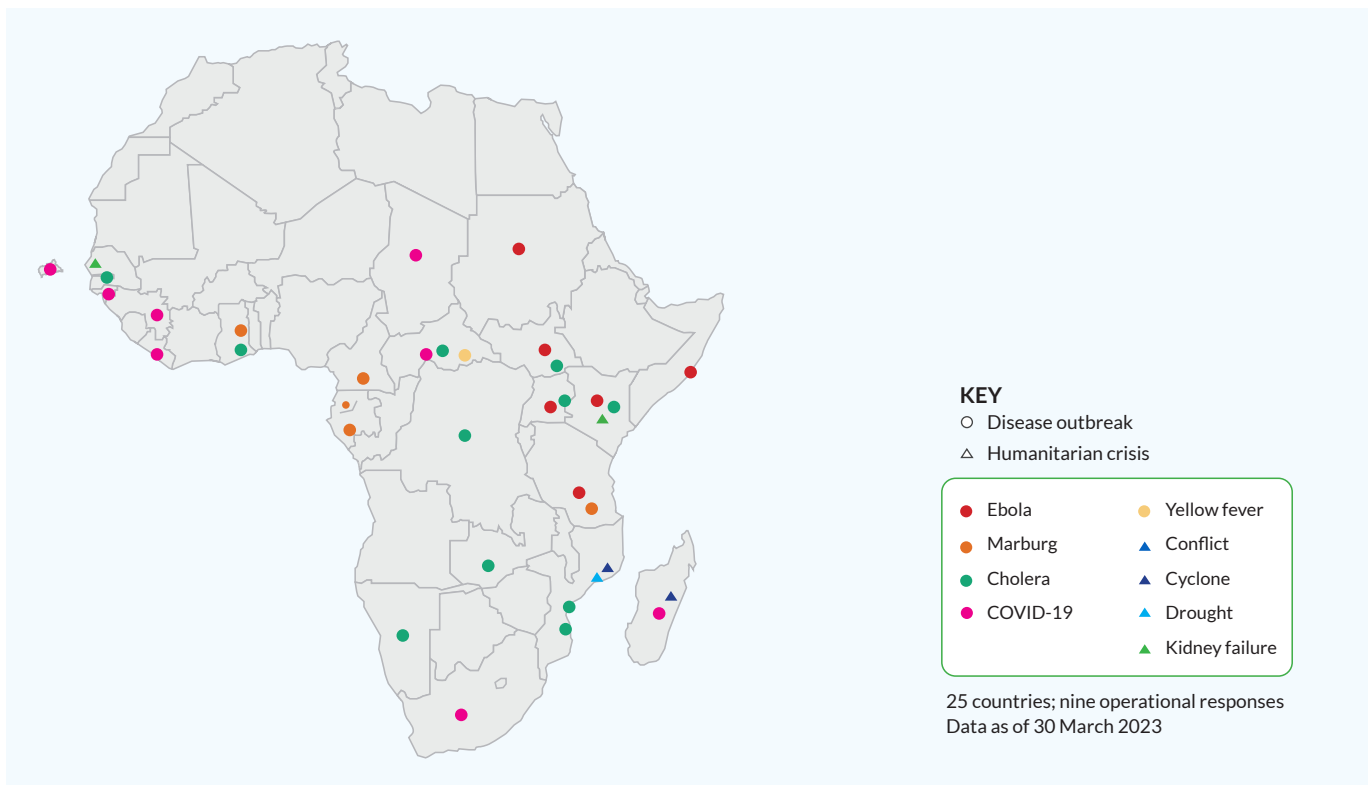 KEY
Disease outbreak
Humanitarian crisis
Ebola
Marburg
Cholera
COVID-19
Yellow fever
Conflict
Cyclone
Drought
Kidney failure
25 countries; nine operational responses
Data as of 30 March 2023